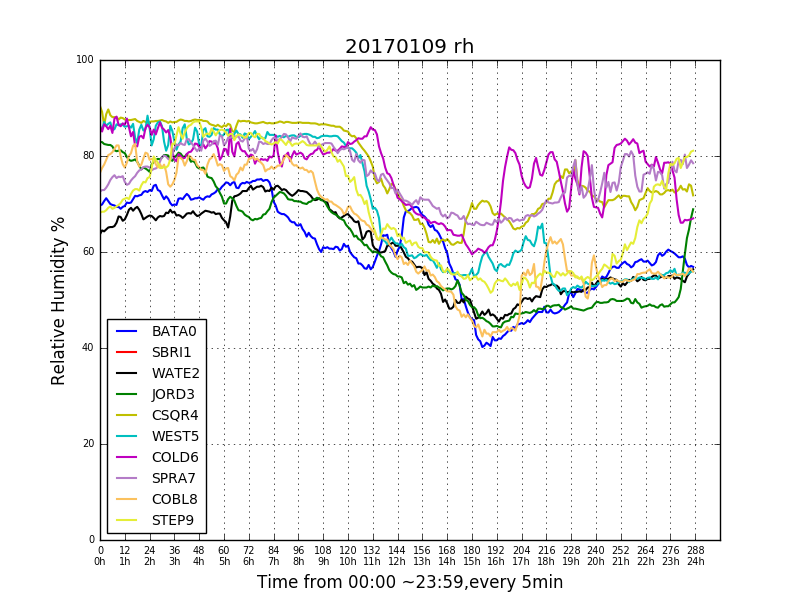 20170109 rh
Relative Humidity %
100
80
60
40
20
0
BATA0
SBRI1
WATE2
JORD3
CSQR4
WEST5
COLD6
SPRA7
COBL8
STEP9
0 12 24 36 48 60 72 84 96 108 120 132 144 156 168 180 192 204 216 228 240 252 264 276 288
0h 1h 2h 3h 4h 5h 6h 7h 8h 9h 10h 11h 12h 13h 14h 15h 16h 17h 18h 19h 20h 21h 22h 23h 24h
Time from 00:00 ~23:59,every 5min